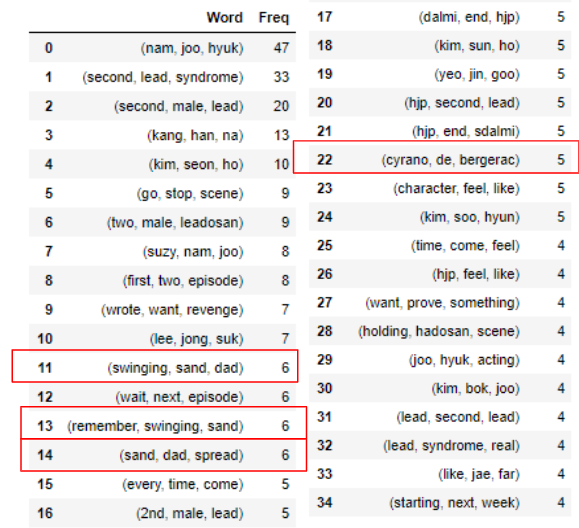 Word Freq
0 (nam, joo, hyuk) 47
1 (second, lead, syndrome) 33
2 (second, male, lead) 20
3 (kang, han, na) 13
4 (kim, seon, ho) 10
5 (go, stop, scene) 9
6 (two, male, leadosan) 9
7 (suzy, nam, joo) 8
8 (first, two, episode) 8
9 (wrote, want, revenge) 7
10 (lee, jong, suk) 7
11 (swinging, sand, dad) 6
12 (wait, next, episode) 6
13 (remember, swinging, sand) 6
14 (sand, dad, spread) 6
15 (every, time, come) 5
16 (2nd, male, lead) 5
17 (dalmi, end, hjp) 5
18 (kim, sun, ho) 5
19 (yeo, jin, goo) 5
20 (hjp, second, lead) 5
21 (hjp, end, sdalmi) 5
22 (cyrano, de, bergerac) 5
23 (character, feel, like) 5
24 (kim, soo, hyun) 5
25 (time, come, feel) 4
26 (hjp, feel, like) 4
27 (want, prove, something) 4
28 (holding, hadosan, scene) 4
29 (joo, hyuk, acting) 4
30 (kim, bok, joo) 4
31 (lead, second, lead) 4
32 (lead, syndrome, real) 4
33 (like, jae, far) 4
34 (starting, next, week) 4